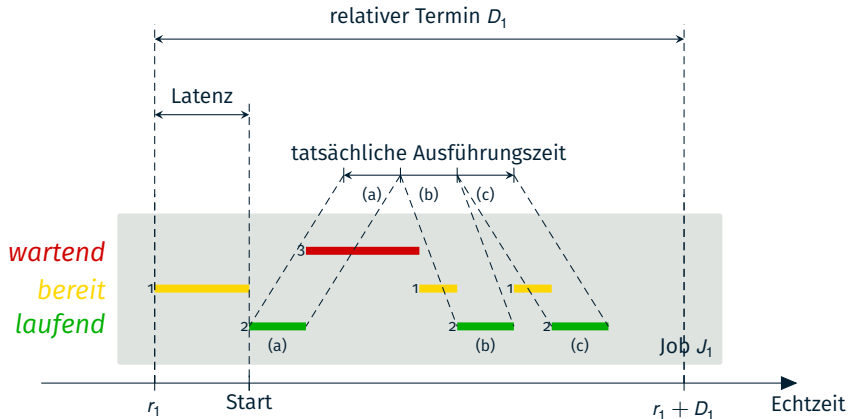 relativer Termin D₁
Latenz
tatsächliche Ausführungszeit
(a) (b) (c)
wartend 3
bereit 1 1 1
laufend 2 2 2
(a) (b) (c)
Job J₁
r₁ Start r₁ + D₁ Echtzeit